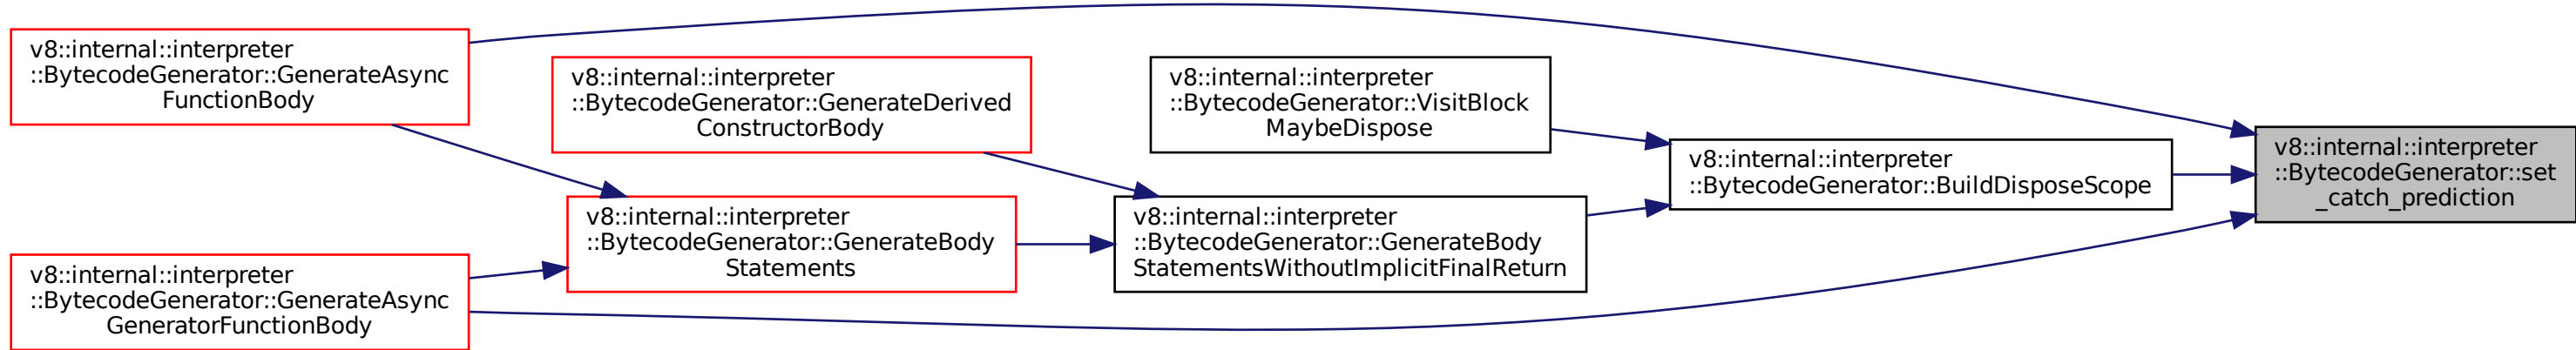 v8::internal::interpreter
::BytecodeGenerator::GenerateAsync
FunctionBody
v8::internal::interpreter
::BytecodeGenerator::GenerateDerived
ConstructorBody
v8::internal::interpreter
::BytecodeGenerator::VisitBlock
MaybeDispose
v8::internal::interpreter
::BytecodeGenerator::BuildDisposeScope
v8::internal::interpreter
::BytecodeGenerator::set
_catch_prediction
v8::internal::interpreter
::BytecodeGenerator::GenerateBody
Statements
v8::internal::interpreter
::BytecodeGenerator::GenerateBody
StatementsWithoutImplicitFinalReturn
v8::internal::interpreter
::BytecodeGenerator::GenerateAsync
GeneratorFunctionBody